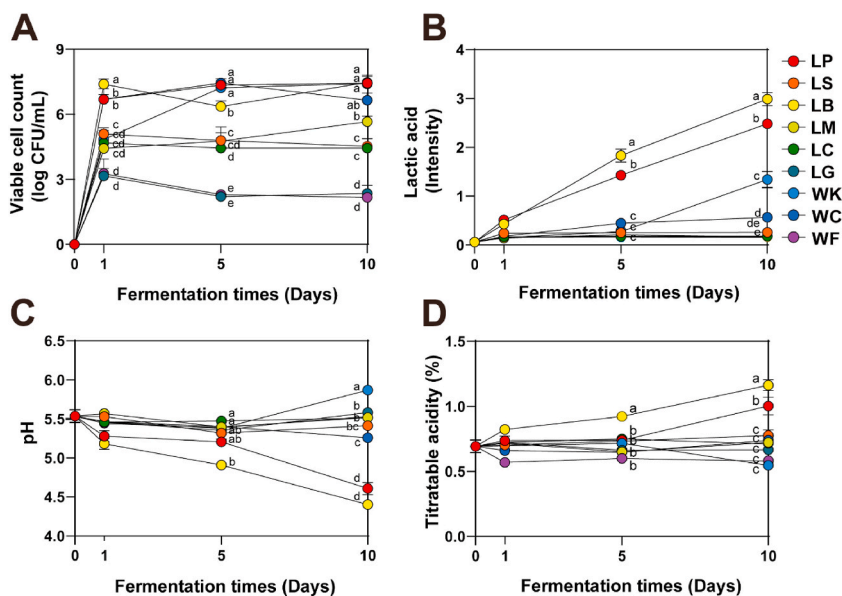 A
Viable cell count
(log CFU/mL)
9
6
3
0
a
b
b
c
cd
cd
cd
d
d
a
a
a
b
c
d
e
e
a
a
a
ab
b
c
c
d
d
0 1 5 10
Fermentation times (Days)
B
Lactic acid
(Intensity)
4
3
2
1
0
a
b
c
e
c
a
b
c
d
de
e
0 1 5 10
Fermentation times (Days)
LP
LS
LB
LM
LC
LG
WK
WC
WF
C
pH
6.5
6.0
5.5
5.0
4.5
4.0
a
a
ab
ab
b
a
b
b
bc
c
d
d
0 1 5 10
Fermentation times (Days)
D
Titratable acidity (%)
1.5
1.0
0.5
0.0
a
b
b
b
b
a
b
c
c
c
c
c
0 1 5 10
Fermentation times (Days)